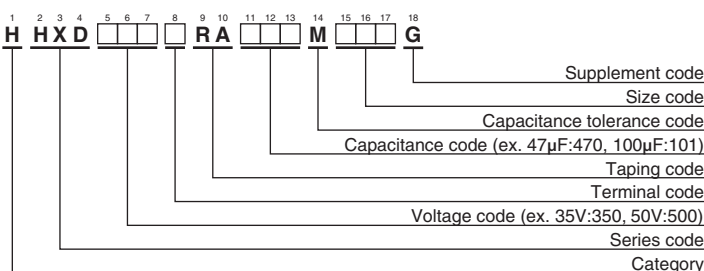 1 2 3 4 5 6 7 8 9 10 11 12 13 14 15 16 17 18
H HXD RA M G
Supplement code
Size code
Capacitance tolerance code
Capacitance code (ex. 47µF:470, 100µF:101)
Taping code
Terminal code
Voltage code (ex. 35V:350, 50V:500)
Series code
Category